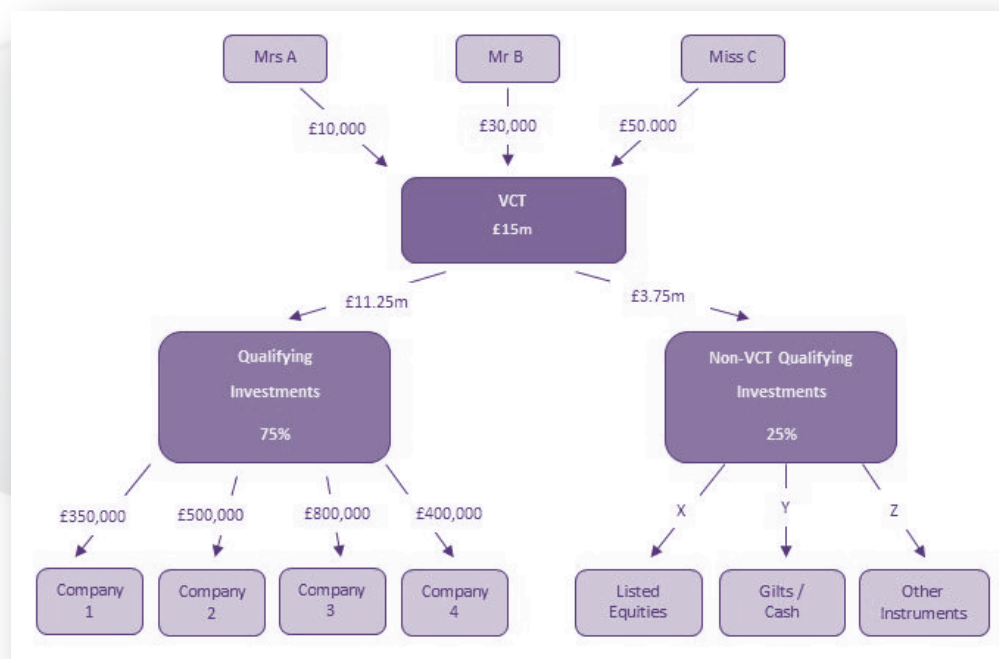 Mrs A
Mr B
Miss C
£10,000
£30,000
£50.000
VCT
£15m
£11.25m
£3.75m
Qualifying
Investments
75%
Non-VCT Qualifying
Investments
25%
£350,000
£500,000
£800,000
£400,000
X
Y
Z
Company
1
Company
2
Company
3
Company
4
Listed
Equities
Gilts /
Cash
Other
Instruments